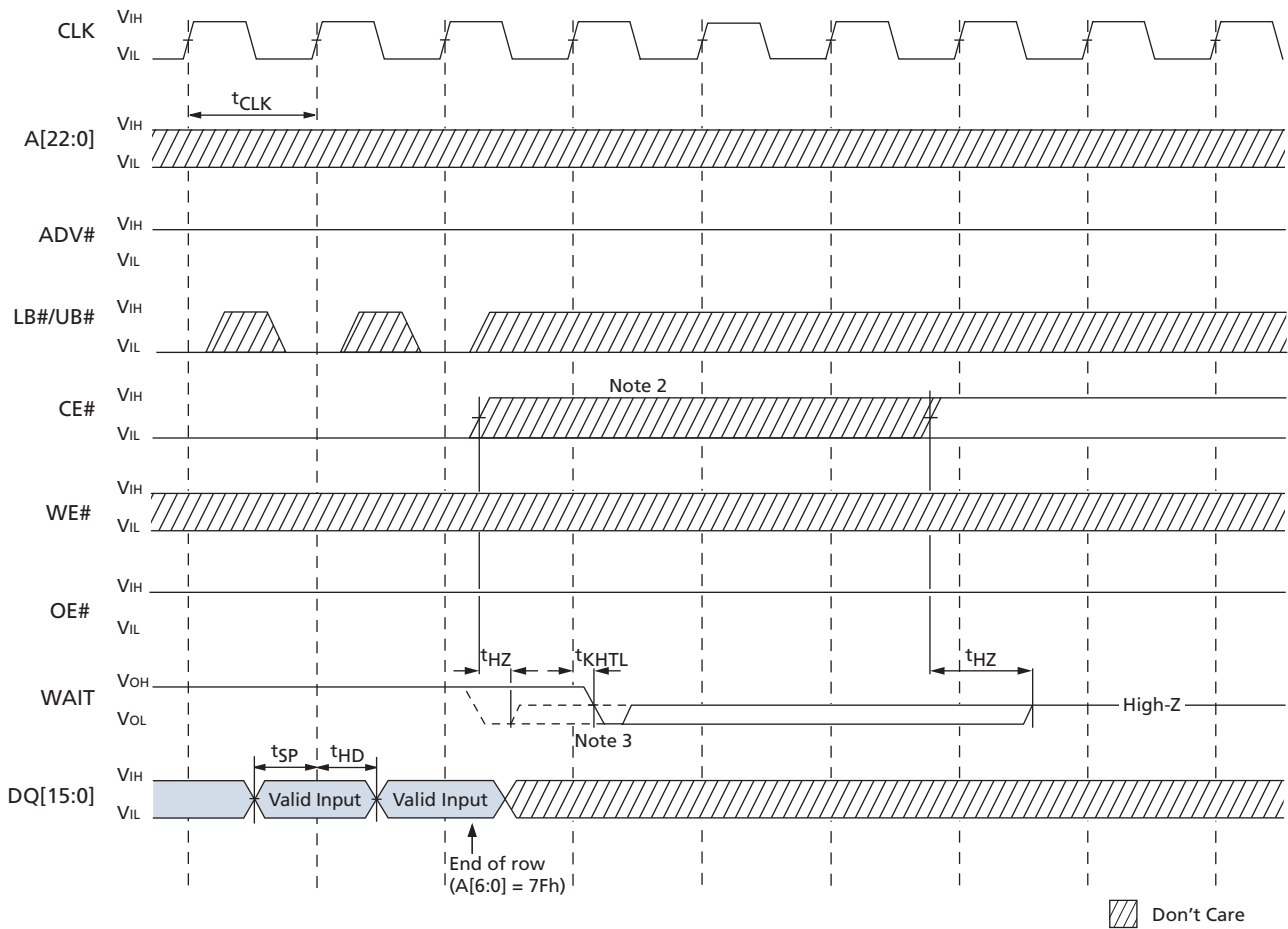 CLK
VIH
VIL
tCLK
A[22:0]
VIH
VIL
ADV#
VIH
VIL
LB#/UB#
VIH
VIL
CE#
VIH
VIL
Note 2
WE#
VIH
VIL
OE#
VIH
VIL
tHZ
tKHTL
tHZ
WAIT
VOH
VOL
High-Z
Note 3
tSP
tHD
DQ[15:0]
VIH
VIL
Valid Input
Valid Input
End of row
(A[6:0] = 7Fh)
Don't Care